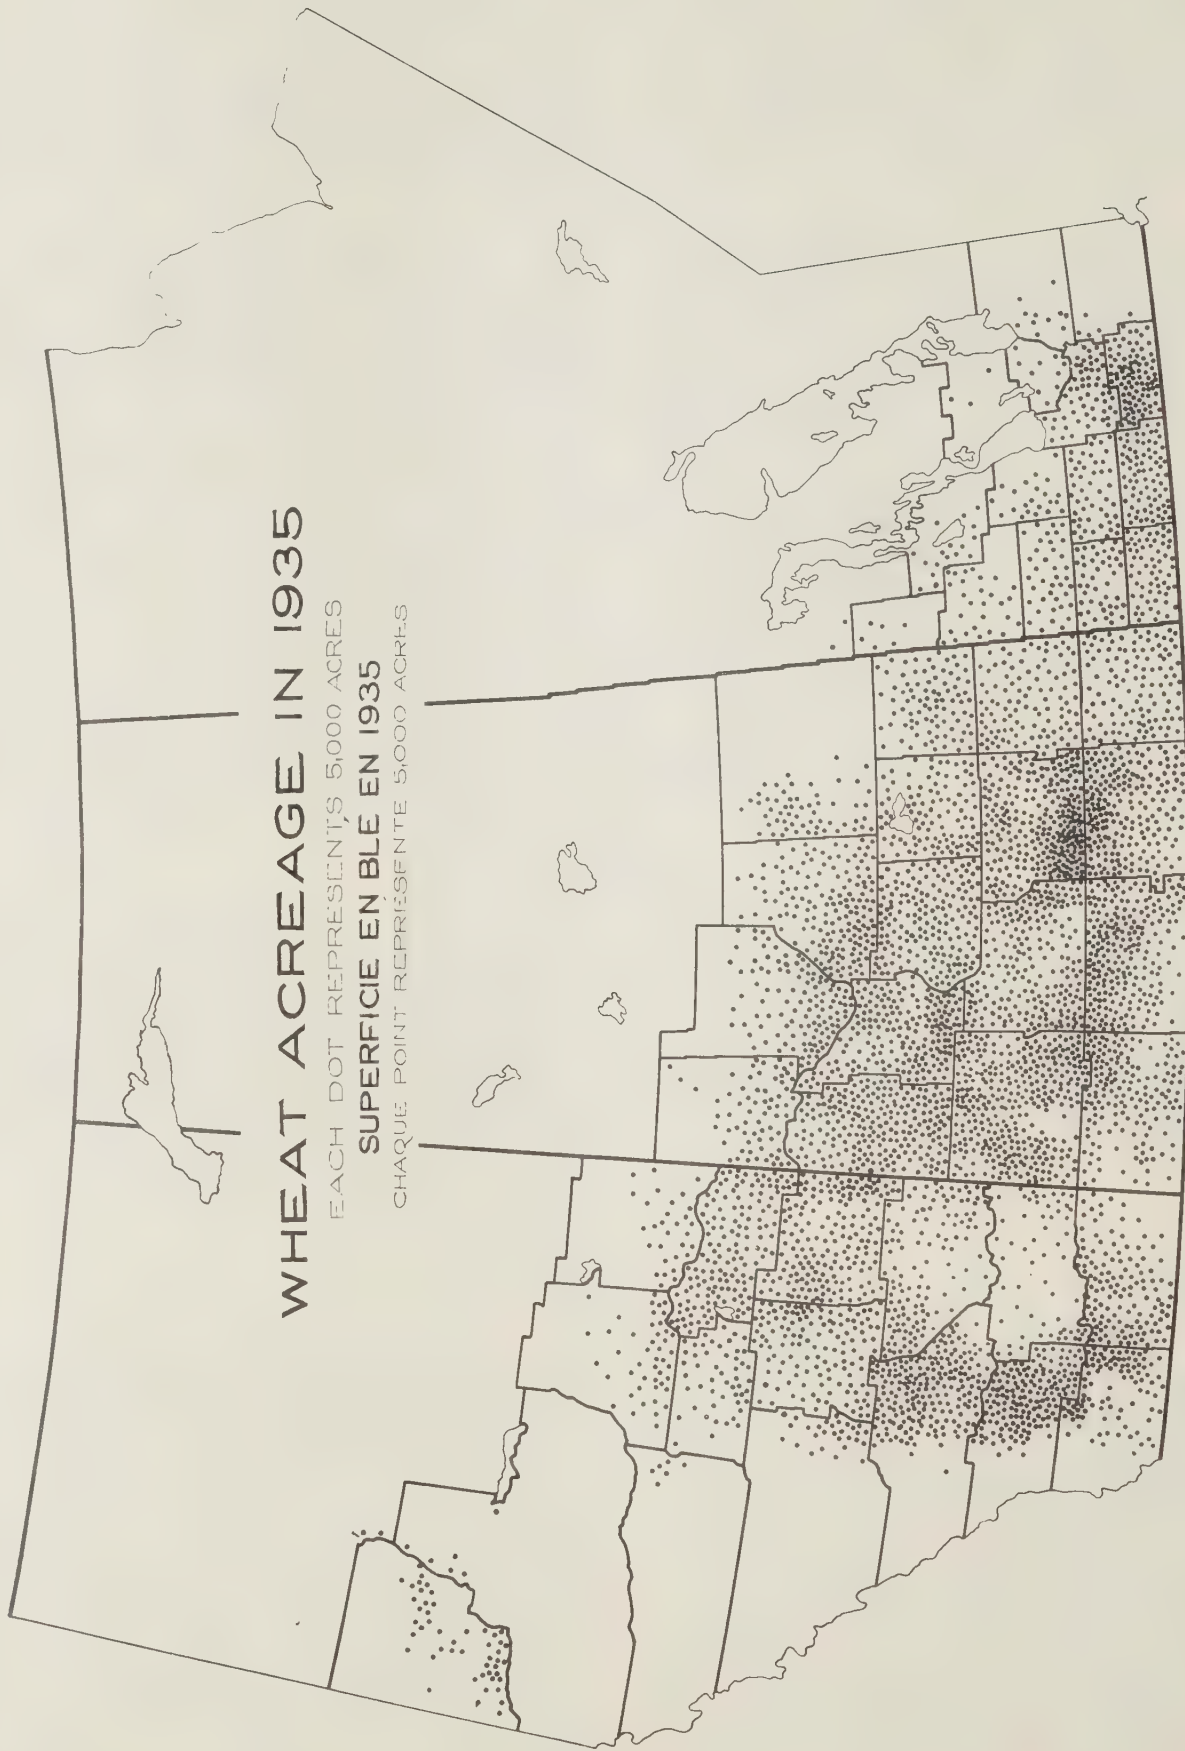 WHEAT ACREAGE IN 1935
EACH DOT REPRESENTS 5,000 ACRES
SUPERFICIE EN BLE EN 1935
CHAQUE POINT REPRÉSENTE 5,000 ACRES